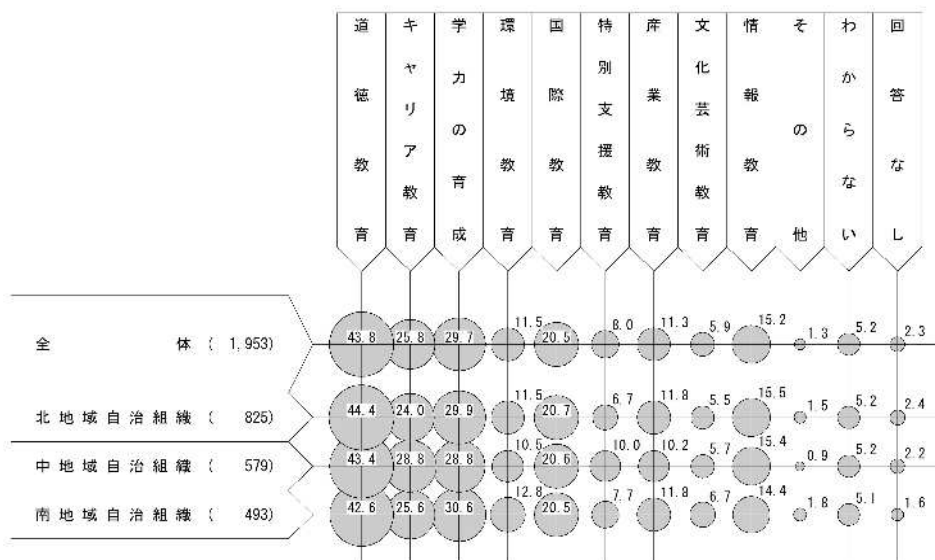 道徳教育
キャリア教育
学力の育成
環境教育
国際教育
特別支援教育
産業教育
文化芸術教育
情報教育
その他
わからない
回答なし
全体 ( 1,953) 43.8 25.8 29.7 11.5 20.5 8.0 11.3 5.9 15.2 1.3 5.2 2.3
北地域自治組織 ( 825) 44.4 24.0 29.9 11.5 20.7 6.7 11.8 5.5 15.5 1.5 5.2 2.4
中地域自治組織 ( 579) 43.4 28.8 28.8 10.5 20.6 10.0 10.2 5.7 15.4 0.9 5.2 2.2
南地域自治組織 ( 493) 42.6 25.6 30.6 12.8 20.5 7.7 11.8 6.7 14.4 1.8 5.1 1.6